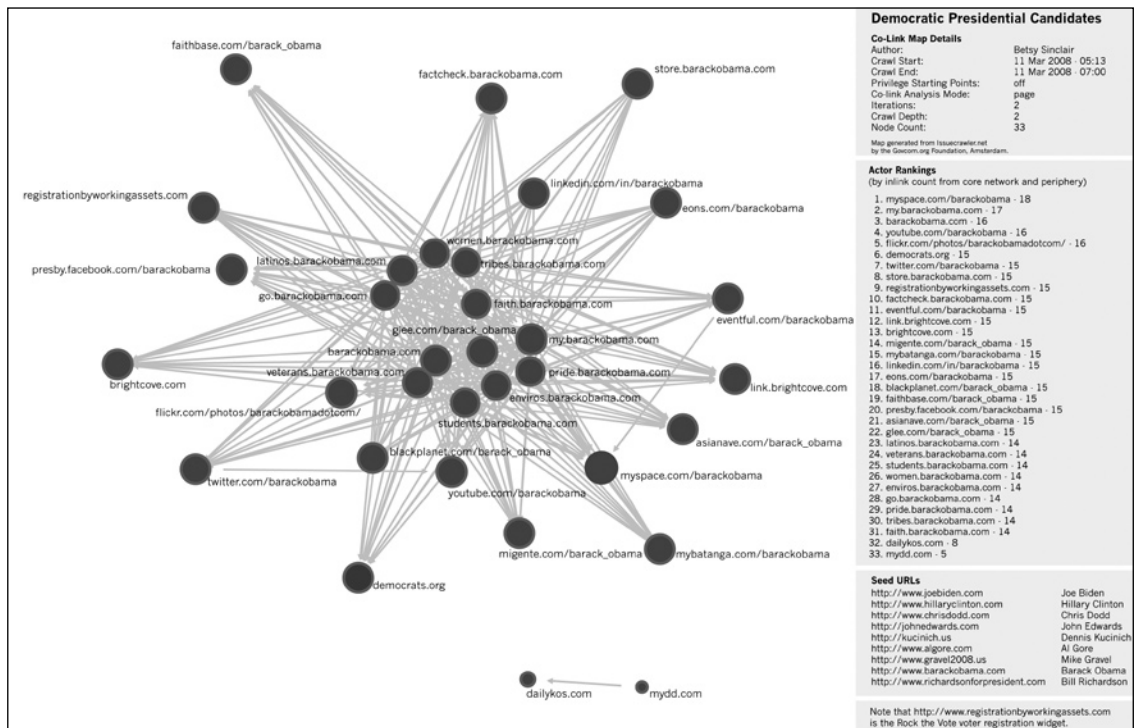 faithbase.com/barack_obama
factcheck.barackobama.com
store.barackobama.com
registrationbyworkingassets.com
linkedin.com/in/barackobama
eons.com/barackobama
women.barackobama.com
presby.facebook.com/barackobama
latinos.barackobama.com
tribes.barackobama.com
go.barackobama.com
faith.barackobama.com
eventful.com/barackobama
glee.com/barack_obama
my.barackobama.com
barackobama.com
veterans.barackobama.com
pride.barackobama.com
brightcove.com
link.brightcove.com
enviros.barackobama.com
flickr.com/photos/barackobamadotcom/
students.barackobama.com
asianave.com/barack_obama
blackplanet.com/barack_obama
twitter.com/barackobama
myspace.com/barackobama
youtube.com/barackobama
migente.com/barack_obama
mybatanga.com/barackobama
democrats.org
dailykos.com
mydd.com
Democratic Presidential Candidates
Co-Link Map Details
Author: Betsy Sinclair
Crawl Start: 11 Mar 2008 - 05:13
Crawl End: 11 Mar 2008 - 07:00
Privilege Starting Points: off
Co-link Analysis Mode: page
Iterations: 2
Crawl Depth: 2
Node Count: 33
Map generated from Issuecrawler.net
by the Govcom.org Foundation, Amsterdam.
Actor Rankings
(by inlink count from core network and periphery)
1. myspace.com/barackobama - 18
2. my.barackobama.com - 17
3. barackobama.com - 16
4. youtube.com/barackobama - 16
5. flickr.com/photos/barackobamadotcom/ - 16
6. democrats.org - 15
7. twitter.com/barackobama - 15
8. store.barackobama.com - 15
9. registrationbyworkingassets.com - 15
10. factcheck.barackobama.com - 15
11. eventful.com/barackobama - 15
12. link.brightcove.com - 15
13. brightcove.com - 15
14. migente.com/barack_obama - 15
15. mybatanga.com/barackobama - 15
16. linkedin.com/in/barackobama - 15
17. eons.com/barackobama - 15
18. blackplanet.com/barack_obama - 15
19. faithbase.com/barack_obama - 15
20. presby.facebook.com/barackobama - 15
21. asianave.com/barack_obama - 15
22. glee.com/barack_obama - 15
23. latinos.barackobama.com - 14
24. veterans.barackobama.com - 14
25. students.barackobama.com - 14
26. women.barackobama.com - 14
27. enviros.barackobama.com - 14
28. go.barackobama.com - 14
29. pride.barackobama.com - 14
30. tribes.barackobama.com - 14
31. faith.barackobama.com - 14
32. dailykos.com - 8
33. mydd.com - 5
Seed URLs
http://www.joebiden.com Joe Biden
http://www.hillaryclinton.com Hillary Clinton
http://www.chrisdodd.com Chris Dodd
http://johnedwards.com John Edwards
http://kucinich.us Dennis Kucinich
http://www.algore.com Al Gore
http://www.gravel2008.us Mike Gravel
http://www.barackobama.com Barack Obama
http://www.richardsonforpresident.com Bill Richardson
Note that http://www.registrationbyworkingassets.com
is the Rock the Vote voter registration widget.